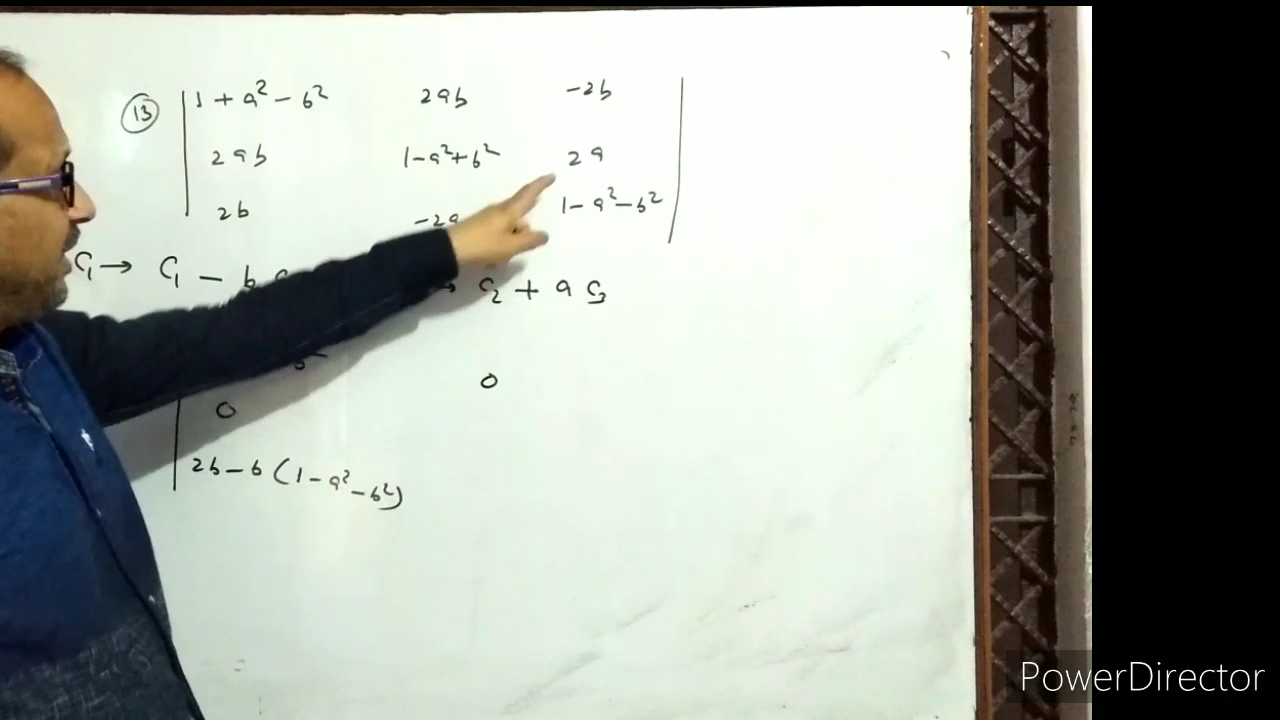 (13) | 1 + a² - b² 2ab -2b |
2ab 1-a²+b² 2a
2b -2a 1-a²-b²
C₁ → C₁ - b → C₂ + a C₃
0
0
2b - b (1-a²-b²)
PowerDirector